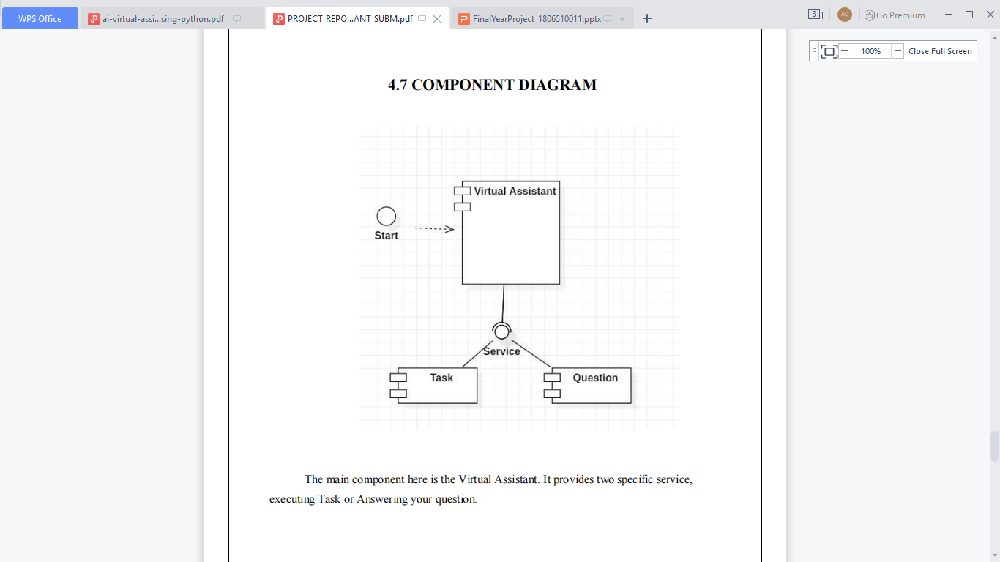 WPS Office
ai-virtual-assi...sing-python.pdf
PROJECT_REPO...ANT_SUBM.pdf
FinalYearProject_1806510011.pptx
3
AC
Go Premium
100%
Close Full Screen
4.7 COMPONENT DIAGRAM
Virtual Assistant
Start
Service
Task
Question
The main component here is the Virtual Assistant. It provides two specific service,
executing Task or Answering your question.